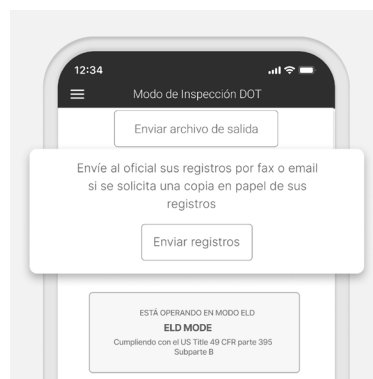 12:34
Modo de Inspección DOT
Enviar archivo de salida
Envíe al oficial sus registros por fax o email
si se solicita una copia en papel de sus
registros
Enviar registros
ESTÁ OPERANDO EN MODO ELD
ELD MODE
Cumpliendo con el US Title 49 CFR parte 395
Subparte B